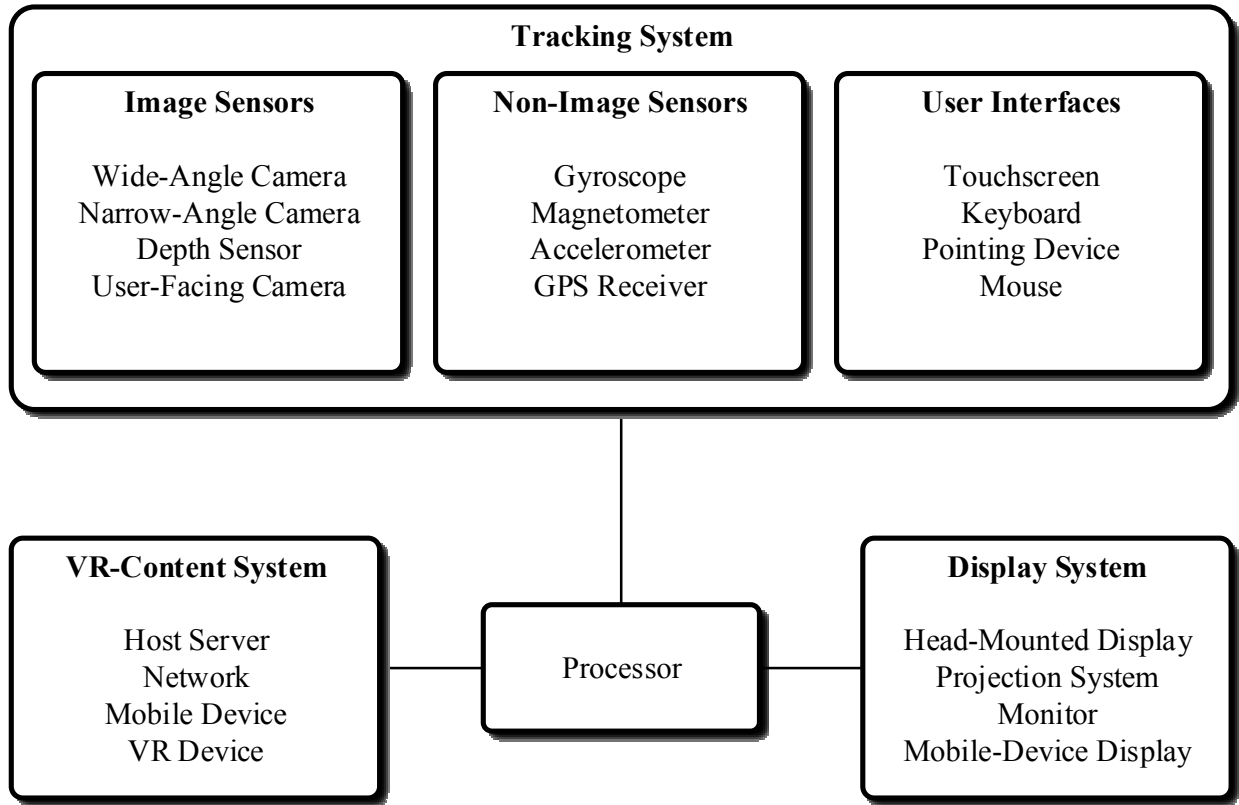 Tracking System
Image Sensors
Wide-Angle Camera
Narrow-Angle Camera
Depth Sensor
User-Facing Camera
Non-Image Sensors
Gyroscope
Magnetometer
Accelerometer
GPS Receiver
User Interfaces
Touchscreen
Keyboard
Pointing Device
Mouse
VR-Content System
Host Server
Network
Mobile Device
VR Device
Processor
Display System
Head-Mounted Display
Projection System
Monitor
Mobile-Device Display